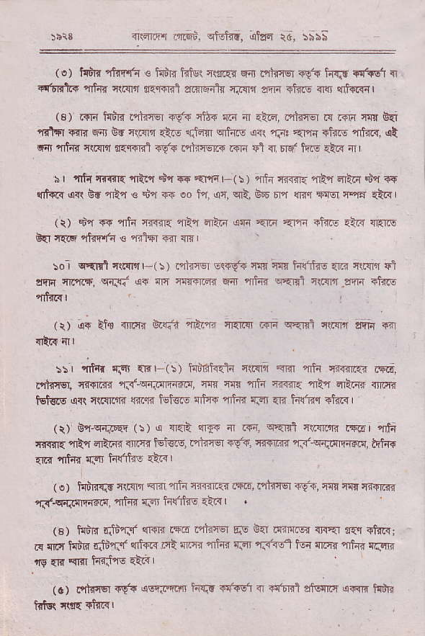 ১৯২৪ বাংলাদেশ গেজেট, অতিরিক্ত, এপ্রিল ২৫, ১৯৯৯
(৩) মিটার পরিদর্শন ও মিটার রিডিং সংগ্রহের জন্য পৌরসভা কর্তৃক নিযুক্ত কর্মকর্তা বা
কর্মচারীকে পানির সংযোগ গ্রহণকারী প্রয়োজনীয় সুযোগ প্রদান করিতে বাধ্য থাকিবেন।
(৪) কোন মিটার পৌরসভা কর্তৃক সঠিক মনে না হইলে, পৌরসভা যে কোন সময় উহা
পরীক্ষা করার জন্য উক্ত সংযোগ হইতে খুলিয়া আনিতে এবং পুনঃ স্থাপন করিতে পারিবে, এই
জন্য পানির সংযোগ গ্রহণকারী কর্তৃক পৌরসভাকে কোন ফী বা চার্জ দিতে হইবে না।
৯। পানি সরবরাহ পাইপে ষ্টপ কক স্থাপন।—(১) পানি সরবরাহ পাইপ লাইনে ষ্টপ কক
থাকিবে এবং উক্ত পাইপ ও ষ্টপ কক ৩০ পি, এস, আই, উচ্চ চাপ ধারণ ক্ষমতা সম্পন্ন হইবে।
(২) ষ্টপ কক পানি সরবরাহ পাইপ লাইনে এমন স্থানে স্থাপন করিতে হইবে যাহাতে
উহা সহজে পরিদর্শন ও পরীক্ষা করা যায়।
১০। অস্থায়ী সংযোগ।—(১) পৌরসভা তৎকর্তৃক সময় সময় নির্ধারিত হারে সংযোগ ফী
প্রদান সাপেক্ষে, অনূর্ধ্ব এক মাস সময়কালের জন্য পানির অস্থায়ী সংযোগ প্রদান করিতে
পারিবে।
(২) এক ইঞ্চি ব্যাসের উর্ধ্বের পাইপের সাহায্যে কোন অস্থায়ী সংযোগ প্রদান করা
যাইবে না।
১১। পানির মূল্য হার।—(১) মিটারবিহীন সংযোগ দ্বারা পানি সরবরাহের ক্ষেত্রে,
পৌরসভা, সরকারের পূর্ব-অনুমোদনক্রমে, সময় সময় পানি সরবরাহ পাইপ লাইনের ব্যাসের
ভিত্তিতে এবং সংযোগের ধরণের ভিত্তিতে মাসিক পানির মূল্য হার নির্ধারণ করিবে।
(২) উপ-অনুচ্ছেদ (১) এ যাহাই থাকুক না কেন, অস্থায়ী সংযোগের ক্ষেত্রে। পানি
সরবরাহ পাইপ লাইনের ব্যাসের ভিত্তিতে, পৌরসভা কর্তৃক, সরকারের পূর্ব-অনুমোদনক্রমে, দৈনিক
হারে পানির মূল্য নির্ধারিত হইবে।
(৩) মিটারযুক্ত সংযোগ দ্বারা পানি সরবরাহের ক্ষেত্রে, পৌরসভা কর্তৃক, সময় সময় সরকারের
পূর্ব-অনুমোদনক্রমে, পানির মূল্য নির্ধারিত হইবে।
(৪) মিটার ত্রুটিপূর্ণ থাকার ক্ষেত্রে পৌরসভা দ্রুত উহা মেরামতের ব্যবস্থা গ্রহণ করিবে;
যে মাসে মিটার ত্রুটিপূর্ণ থাকিবে সেই মাসের পানির মূল্য পূর্ববর্তী তিন মাসের পানির মূল্যের
গড় হার দ্বারা নিরূপিত হইবে।
(৫) পৌরসভা কর্তৃক এতদুদ্দেশ্যে নিযুক্ত কর্মকর্তা বা কর্মচারী প্রতিমাসে একবার মিটার
রিডিং সংগ্রহ করিবে।